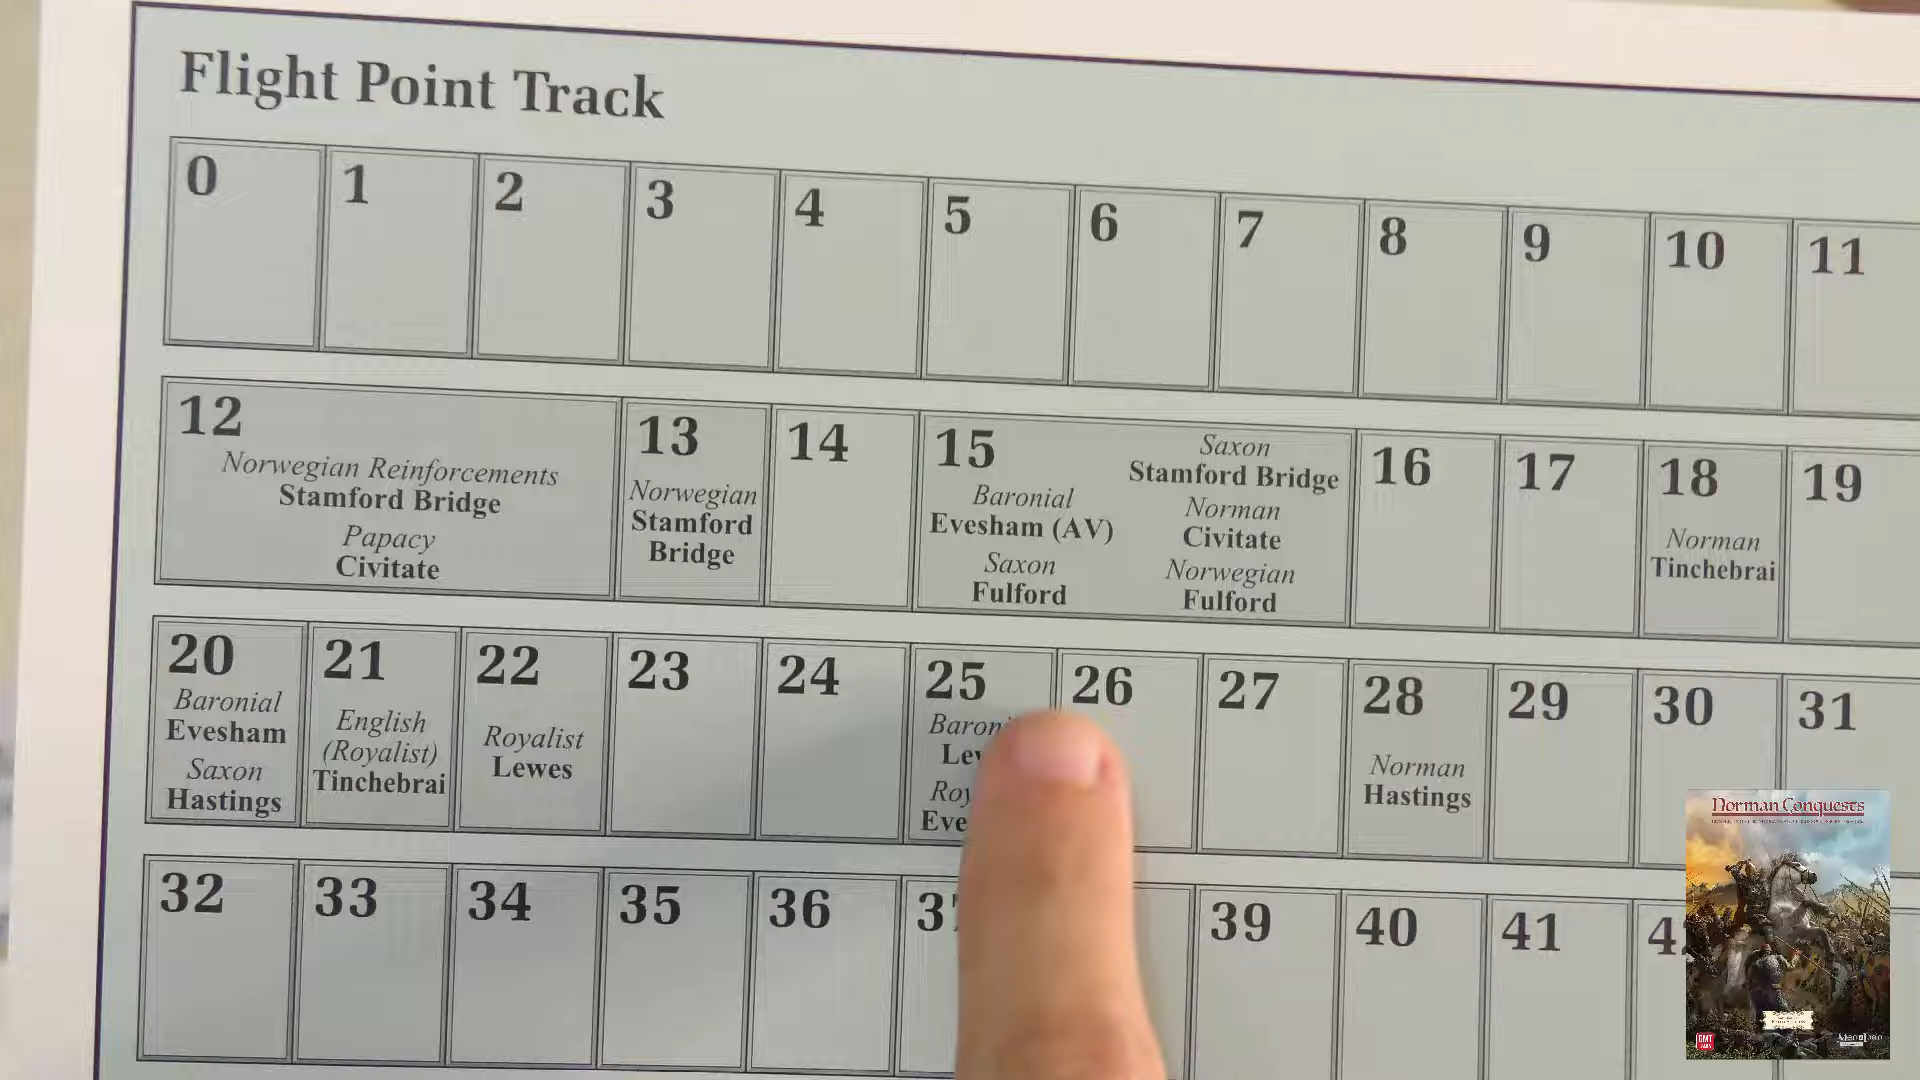 Flight Point Track
0 1 2 3 4 5 6 7 8 9 10 11
12
Norwegian Reinforcements
Stamford Bridge
Papacy
Civitate
13
Norwegian
Stamford
Bridge
14
15
Baronial
Evesham (AV)
Saxon
Fulford
Saxon
Stamford Bridge
Norman
Civitate
Norwegian
Fulford
16
17
18
Norman
Tinchebrai
19
20
Baronial
Evesham
Saxon
Hastings
21
English
(Royalist)
Tinchebrai
22
Royalist
Lewes
23
24
25
26
27
28
Norman
Hastings
29
30
31
32 33 34 35 36 39 40 41
Norman Conquests
GMT